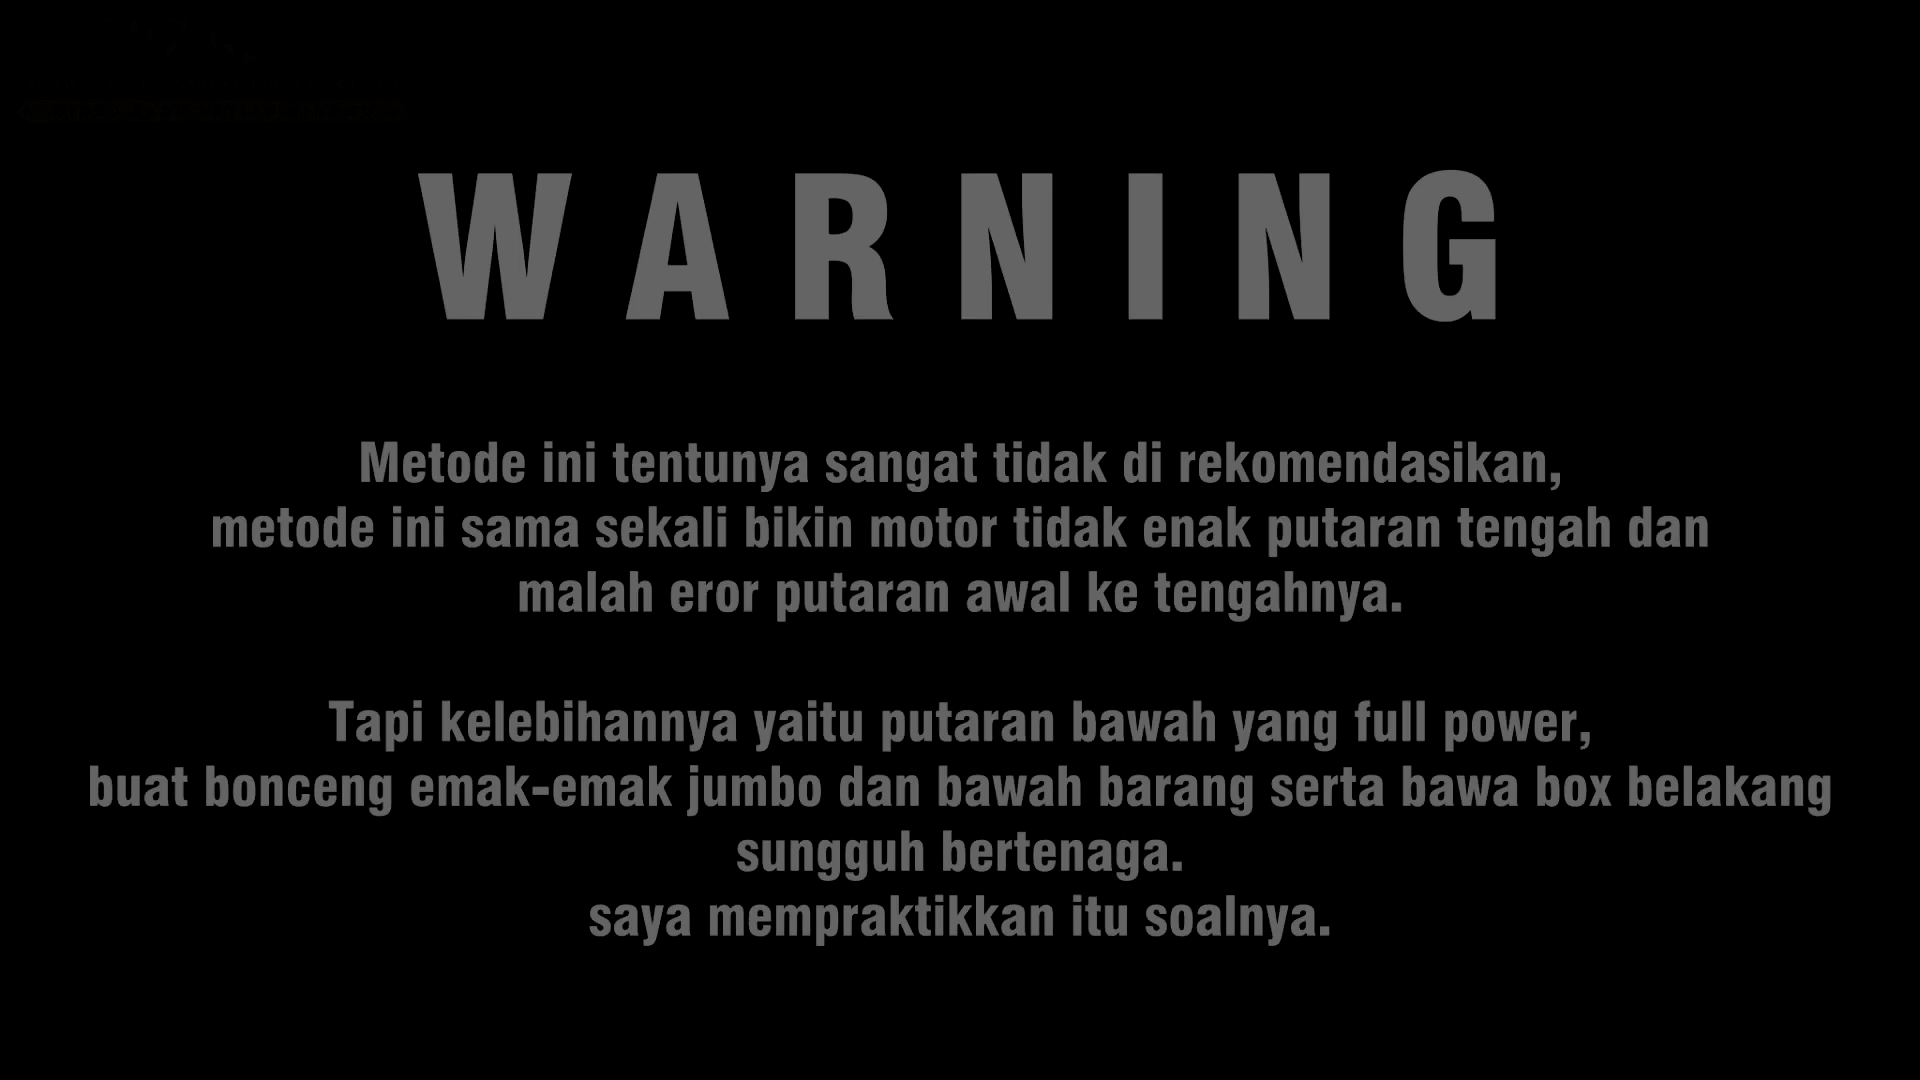 WARNING
Metode ini tentunya sangat tidak di rekomendasikan,
metode ini sama sekali bikin motor tidak enak putaran tengah dan
malah eror putaran awal ke tengahnya.
Tapi kelebihannya yaitu putaran bawah yang full power,
buat bonceng emak-emak jumbo dan bawah barang serta bawa box belakang
sungguh bertenaga.
saya mempraktikkan itu soalnya.